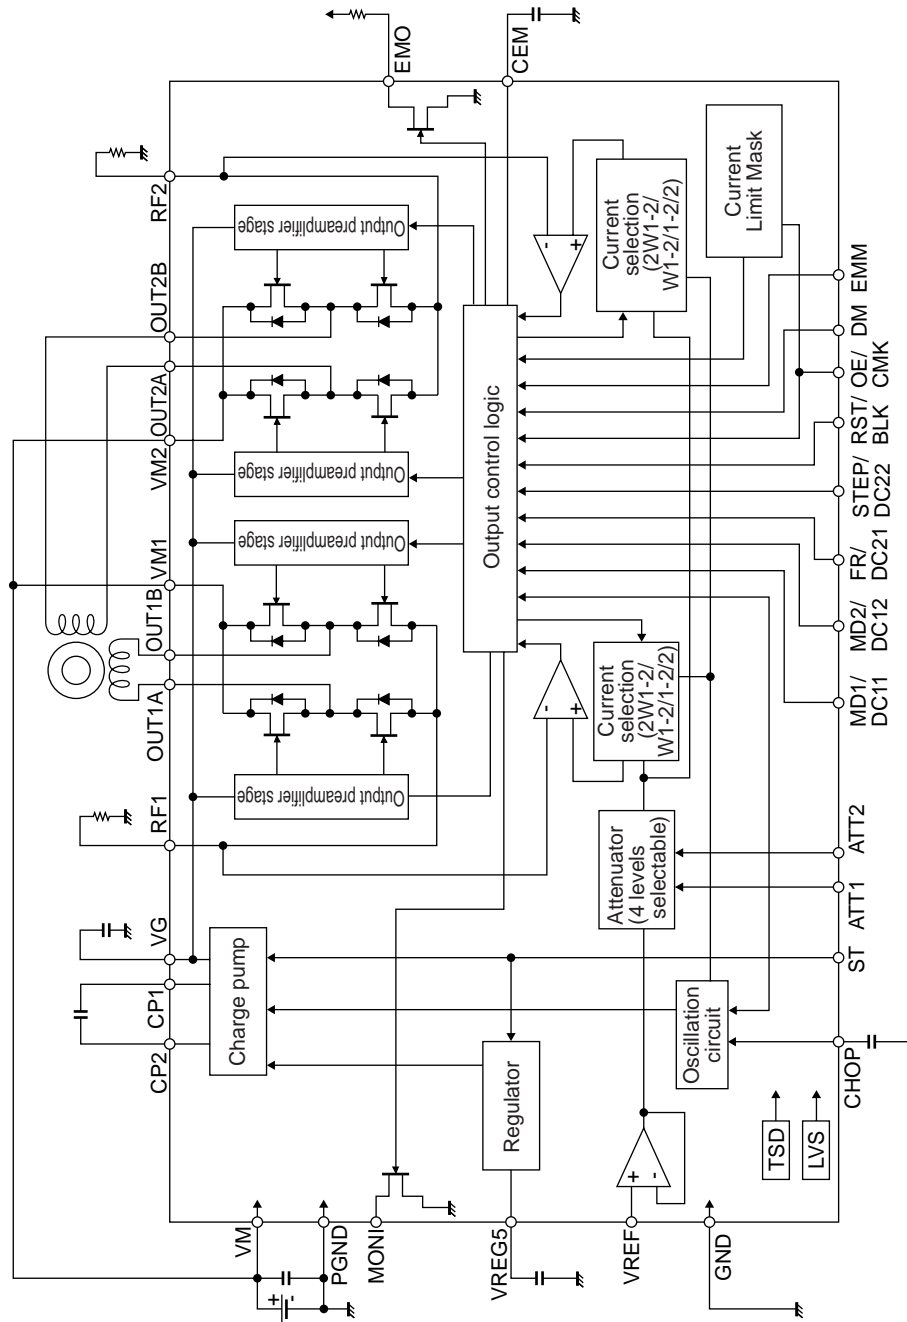 EMO
CEM
RF2
OUT2B
OUT2A
VM2
VM1
OUT1B
OUT1A
RF1
VG
CP1
CP2
Output preamplifier stage
Output preamplifier stage
Output preamplifier stage
Output preamplifier stage
Output control logic
-
+
-
+
Current
selection
(2W1-2/
W1-2/1-2/2)
Current
selection
(2W1-2/
W1-2/1-2/2)
Current
Limit Mask
Attenuator
(4 levels
selectable)
Charge pump
Regulator
Oscillation
circuit
+
-
TSD
LVS
EMM
DM
OE/
CMK
RST/
BLK
STEP/
DC22
FR/
DC21
MD2/
DC12
MD1/
DC11
ATT2
ATT1
ST
CHOP
VM
PGND
MONI
VREG5
VREF
GND
+
-